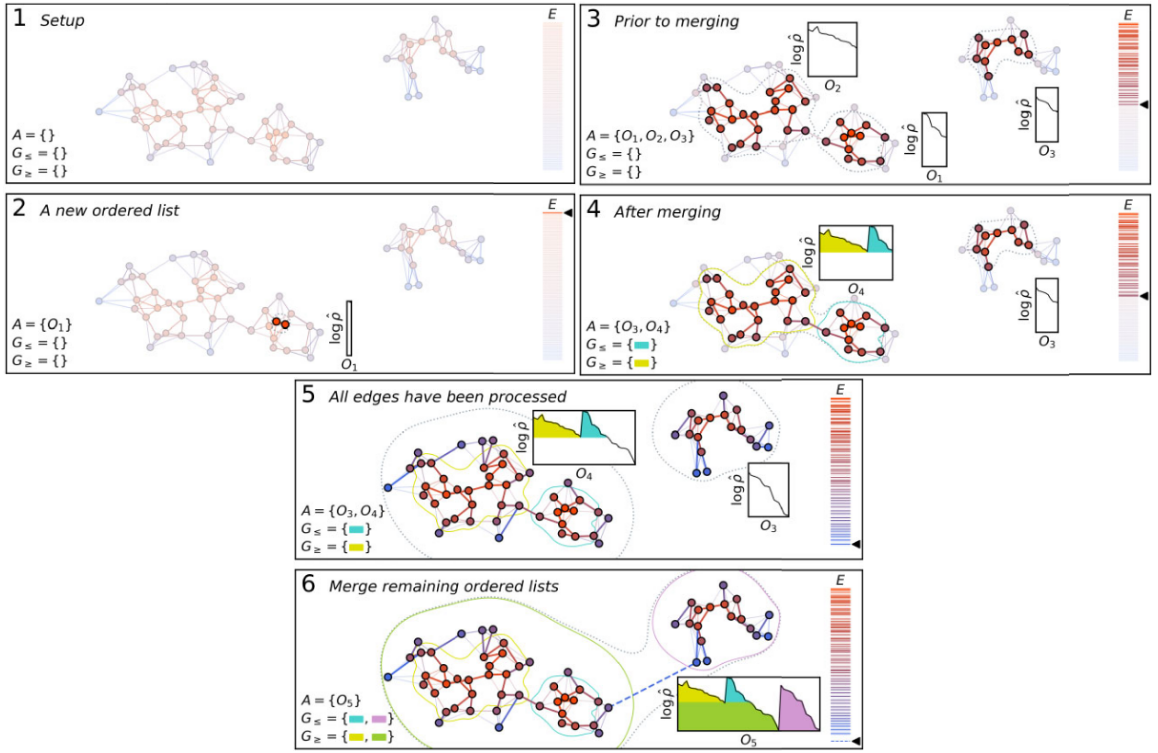 1 Setup
E
A = {}
G≤ = {}
G≥ = {}
2 A new ordered list
E
A = {O₁}
G≤ = {}
G≥ = {}
log ρ̂
O₁
3 Prior to merging
E
log ρ̂
O₂
A = {O₁, O₂, O₃}
G≤ = {}
G≥ = {}
log ρ̂
O₁
log ρ̂
O₃
4 After merging
E
log ρ̂
O₄
A = {O₃, O₄}
G≤ = { }
G≥ = { }
log ρ̂
O₃
5 All edges have been processed
E
log ρ̂
O₄
A = {O₃, O₄}
G≤ = { }
G≥ = { }
log ρ̂
O₃
6 Merge remaining ordered lists
E
A = {O₅}
G≤ = { , }
G≥ = { , }
log ρ̂
O₅